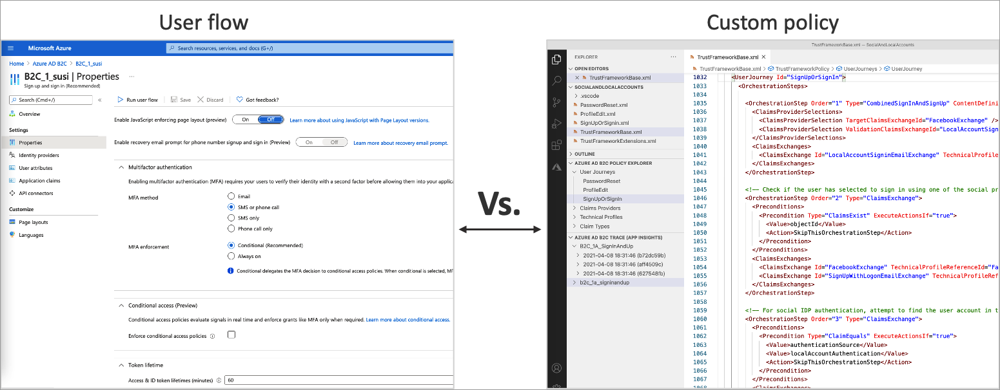 User flow
Custom policy
Vs.
Microsoft Azure
Search resources, services, and docs (G+/)
Home > Azure AD B2C > B2C_1_susi
B2C_1_susi | Properties ...
Sign up and sign in (Recommended)
Search (Cmd+/)
«
Overview
Settings
Properties
Identity providers
User attributes
Application claims
API connectors
Customize
Page layouts
Languages
Run user flow
Save
Discard
Got feedback?
Enable JavaScript enforcing page layout (preview)
On
Off
Learn more about using JavaScript with Page Layout versions.
Enable recovery email prompt for phone number signup and sign in (Preview)
On
Off
Learn more about recovery email prompt.
Multifactor authentication
Enabling multifactor authentication (MFA) requires your users to verify their identity with a second factor before allowing them into your applica
MFA method
Email
SMS or phone call
SMS only
Phone call only
MFA enforcement
Conditional (Recommended)
Always on
Conditional delegates the MFA decision to conditional access policies. When conditional is selected, MF
Conditional access (Preview)
Conditional access policies evaluate signals in real time and enforce grants like MFA only when required. Learn more about conditional access.
Enforce conditional access policies
Token lifetime
Access & ID token lifetimes (minutes)
60
TrustFrameworkBase.xml — SocialAndLocalAccounts
EXPLORER ...
OPEN EDITORS
TrustFrameworkBase.xml
SOCIALANDLOCALACCOUNTS
.vscode
PasswordReset.xml
ProfileEdit.xml
SignUpOrSignin.xml
TrustFrameworkBase.xml
TrustFrameworkExtensions.xml
OUTLINE
AZURE AD B2C POLICY EXPLORER
User Journeys
PasswordReset
ProfileEdit
SignUpOrSignIn
Claims Providers
Technical Profiles
Claim Types
AZURE AD B2C TRACE (APP INSIGHTS)
B2C_1A_SignInAndUp
2021-04-08 18:31:46 (b72dc59b)
2021-04-08 18:31:46 (aff4509c)
2021-04-08 18:31:46 (627548fb)
b2c_1a_signinandup
TrustFrameworkBase.xml
TrustFrameworkBase.xml > TrustFrameworkPolicy > UserJourneys > UserJourney
1032 <UserJourney Id="SignUpOrSignIn">
1033 <OrchestrationSteps>
1034
1035 <OrchestrationStep Order="1" Type="CombinedSignInAndSignUp" ContentDefini
1036 <ClaimsProviderSelections>
1037 <ClaimsProviderSelection TargetClaimsExchangeId="FacebookExchange" />
1038 <ClaimsProviderSelection ValidationClaimsExchangeId="LocalAccountSign
1039 </ClaimsProviderSelections>
1040 <ClaimsExchanges>
1041 <ClaimsExchange Id="LocalAccountSigninEmailExchange" TechnicalProfile
1042 </ClaimsExchanges>
1043 </OrchestrationStep>
1044
1045 <!-- Check if the user has selected to sign in using one of the social pr
1046 <OrchestrationStep Order="2" Type="ClaimsExchange">
1047 <Preconditions>
1048 <Precondition Type="ClaimsExist" ExecuteActionsIf="true">
1049 <Value>objectId</Value>
1050 <Action>SkipThisOrchestrationStep</Action>
1051 </Precondition>
1052 </Preconditions>
1053 <ClaimsExchanges>
1054 <ClaimsExchange Id="FacebookExchange" TechnicalProfileReferenceId="Fa
1055 <ClaimsExchange Id="SignUpWithLogonEmailExchange" TechnicalProfileRef
1056 </ClaimsExchanges>
1057 </OrchestrationStep>
1058
1059 <!-- For social IDP authentication, attempt to find the user account in t
1060 <OrchestrationStep Order="3" Type="ClaimsExchange">
1061 <Preconditions>
1062 <Precondition Type="ClaimEquals" ExecuteActionsIf="true">
1063 <Value>authenticationSource</Value>
1064 <Value>localAccountAuthentication</Value>
1065 <Action>SkipThisOrchestrationStep</Action>
1066 </Precondition>
1067 </Preconditions>
1068 <ClaimsExchanges>